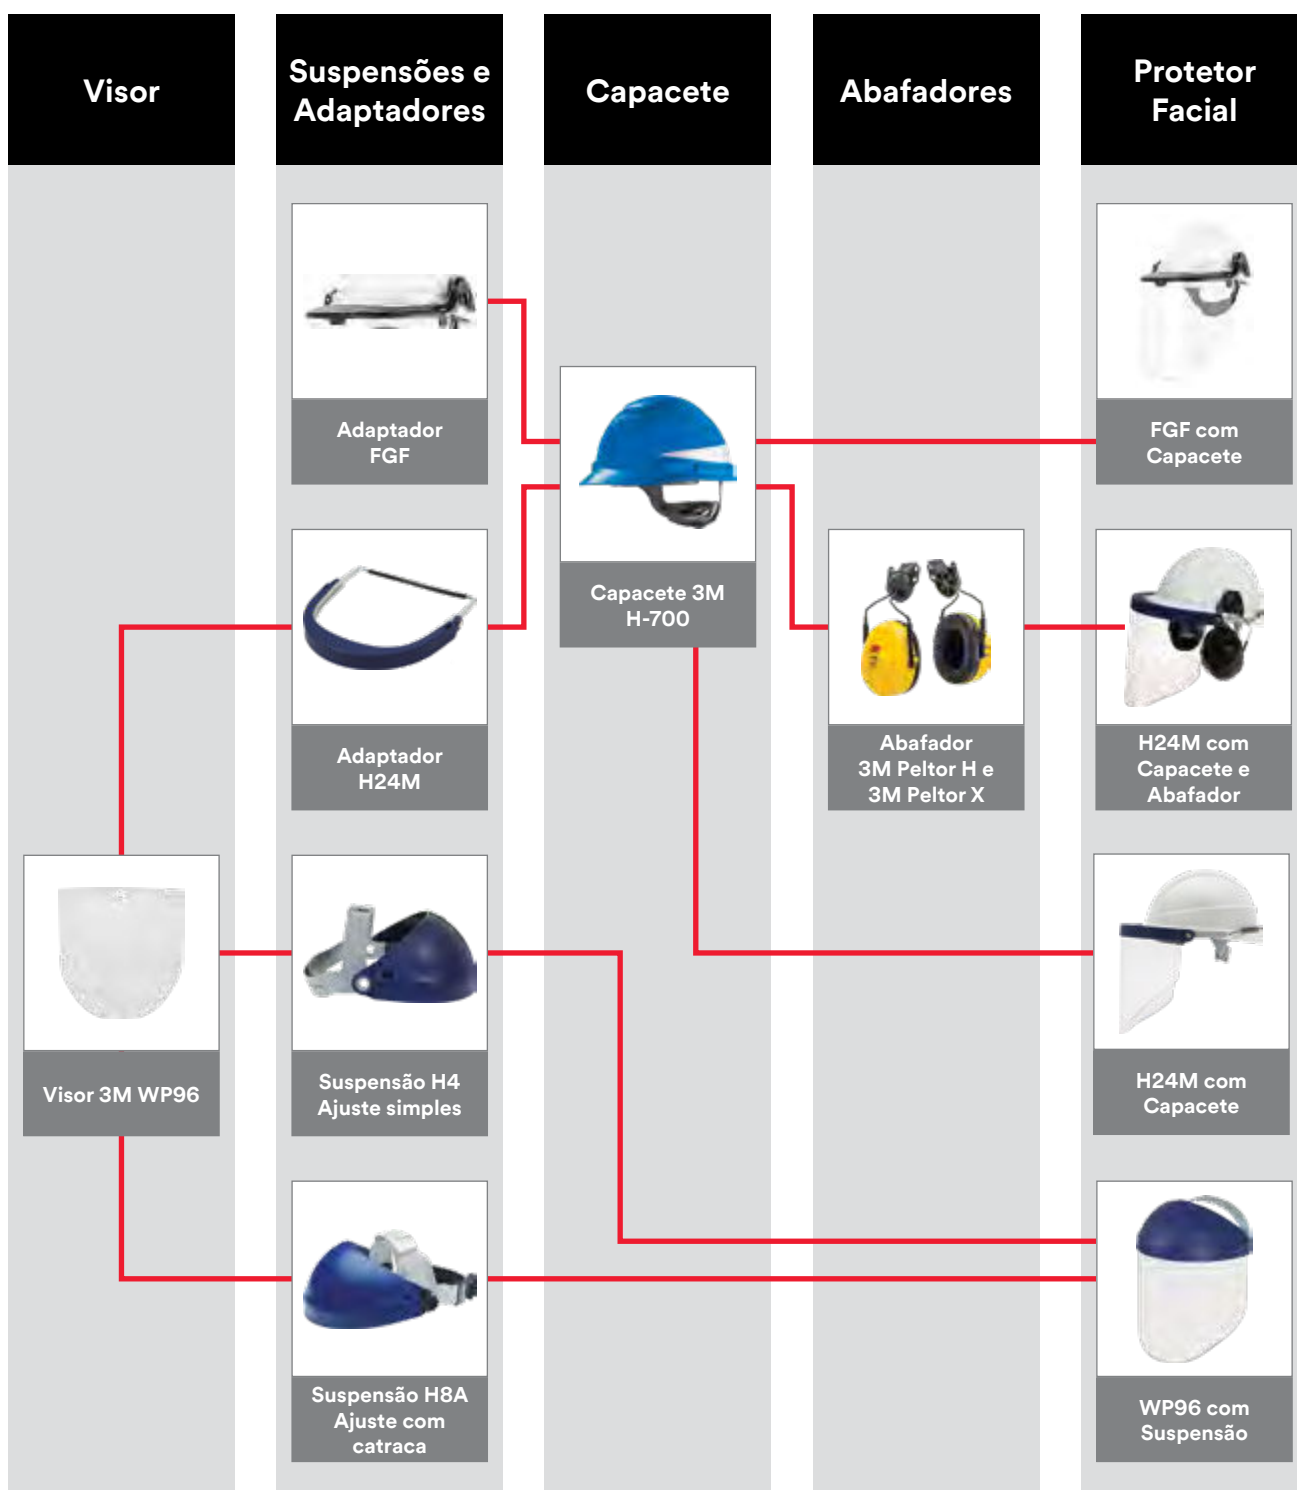 Visor
Suspensões e
Adaptadores
Capacete
Abafadores
Protetor
Facial
Adaptador
FGF
FGF com
Capacete
Capacete 3M
H-700
Adaptador
H24M
Abafador
3M Peltor H e
3M Peltor X
H24M com
Capacete e
Abafador
Visor 3M WP96
Suspensão H4
Ajuste simples
H24M com
Capacete
Suspensão H8A
Ajuste com
catraca
WP96 com
Suspensão